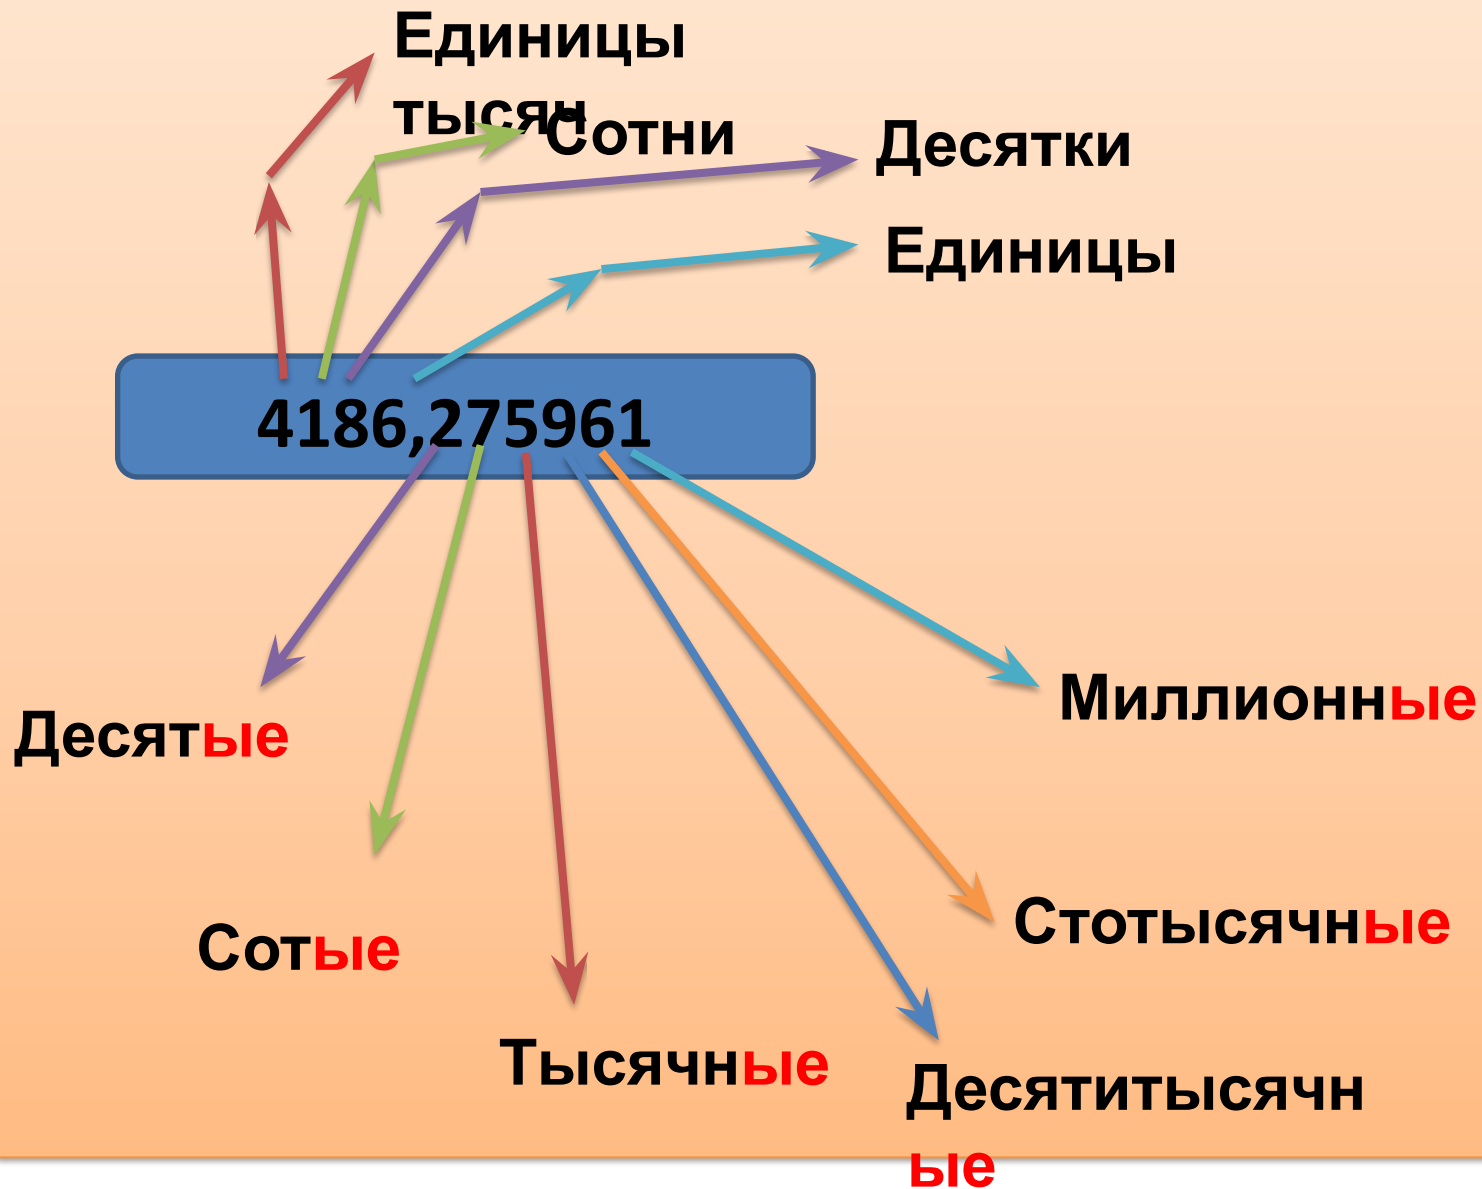 Единицы
тысяч
Сотни
Десятки
Единицы
4186,275961
Миллионные
Десятые
Стотысячные
Сотые
Тысячные
Десятитысячн
ые